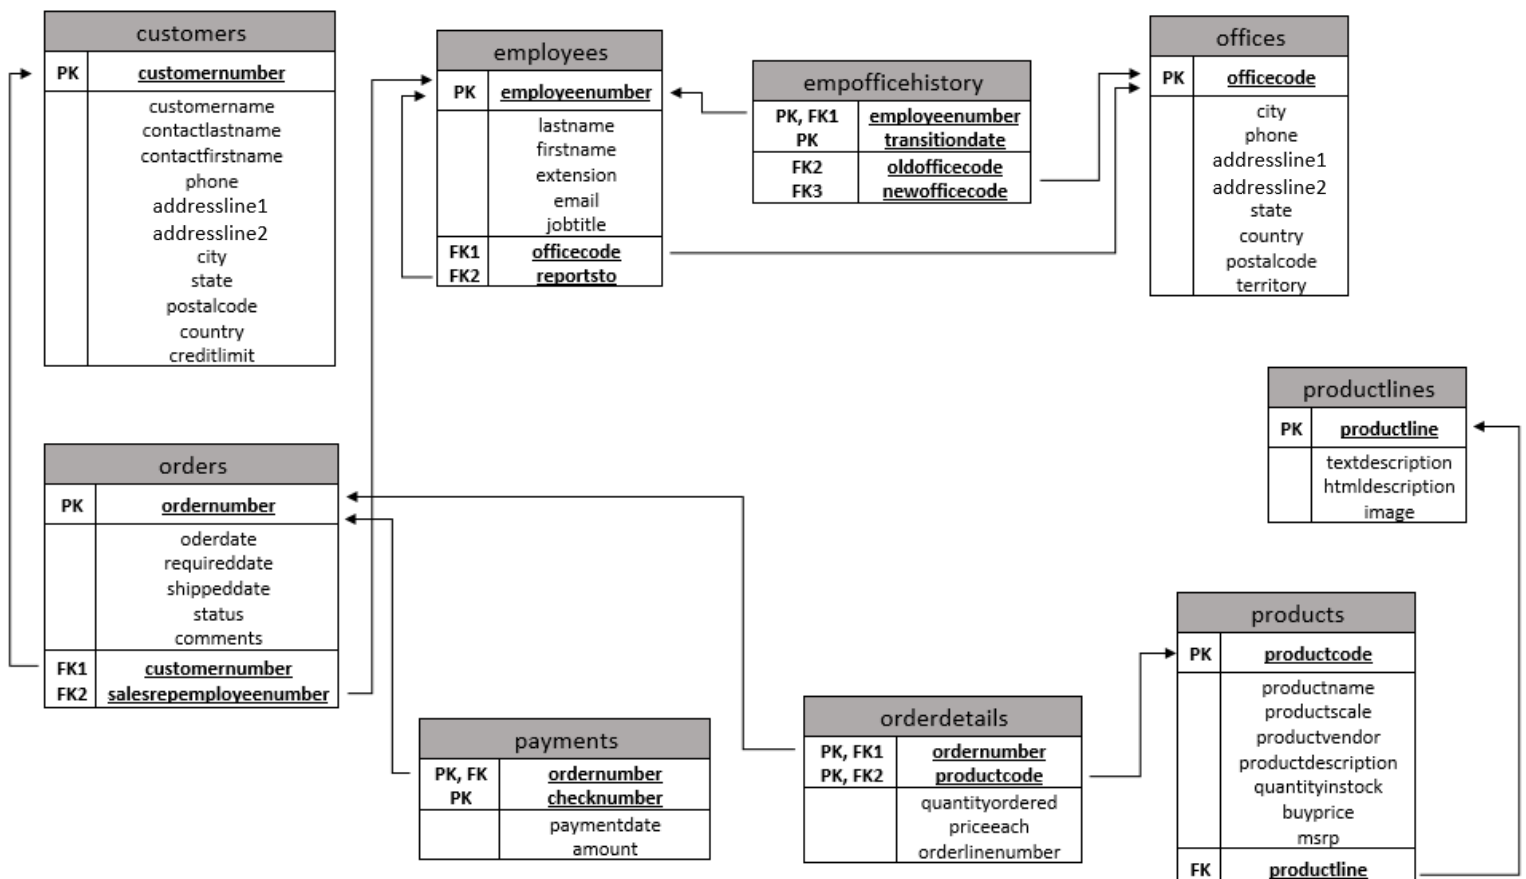 customers
PK customernumber
customername
contactlastname
contactfirstname
phone
addressline1
addressline2
city
state
postalcode
country
creditlimit
employees
PK employeenumber
lastname
firstname
extension
email
jobtitle
FK1 officecode
FK2 reportsto
empofficehistory
PK, FK1 employeenumber
PK transitiondate
FK2 oldofficecode
FK3 newofficecode
offices
PK officecode
city
phone
addressline1
addressline2
state
country
postalcode
territory
productlines
PK productline
textdescription
htmldescription
image
orders
PK ordernumber
oderdate
requireddate
shippeddate
status
comments
FK1 customernumber
FK2 salesrepemployeenumber
payments
PK, FK ordernumber
PK checknumber
paymentdate
amount
orderdetails
PK, FK1 ordernumber
PK, FK2 productcode
quantityordered
priceeach
orderlinenumber
products
PK productcode
productname
productscale
productvendor
productdescription
quantityinstock
buyprice
msrp
FK productline